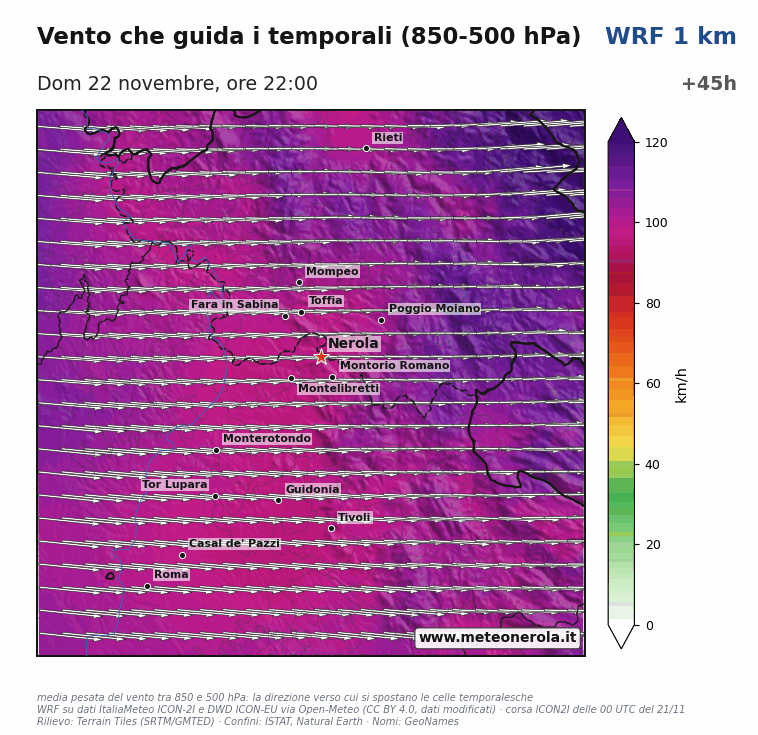 Vento che guida i temporali (850-500 hPa) WRF 1 km
Dom 22 novembre, ore 22:00 +45h
Rieti
Mompeo
Fara in Sabina
Toffia
Poggio Moiano
Nerola
Montorio Romano
Montelibretti
Monterotondo
Tor Lupara
Guidonia
Tivoli
Casal de' Pazzi
Roma
www.meteonerola.it
120
100
80
60
40
20
0
km/h
media pesata del vento tra 850 e 500 hPa: la direzione verso cui si spostano le celle temporalesche
WRF su dati ItaliaMeteo ICON-2I e DWD ICON-EU via Open-Meteo (CC BY 4.0, dati modificati) · corsa ICON2I delle 00 UTC del 21/11
Rilievo: Terrain Tiles (SRTM/GMTED) · Confini: ISTAT, Natural Earth · Nomi: GeoNames